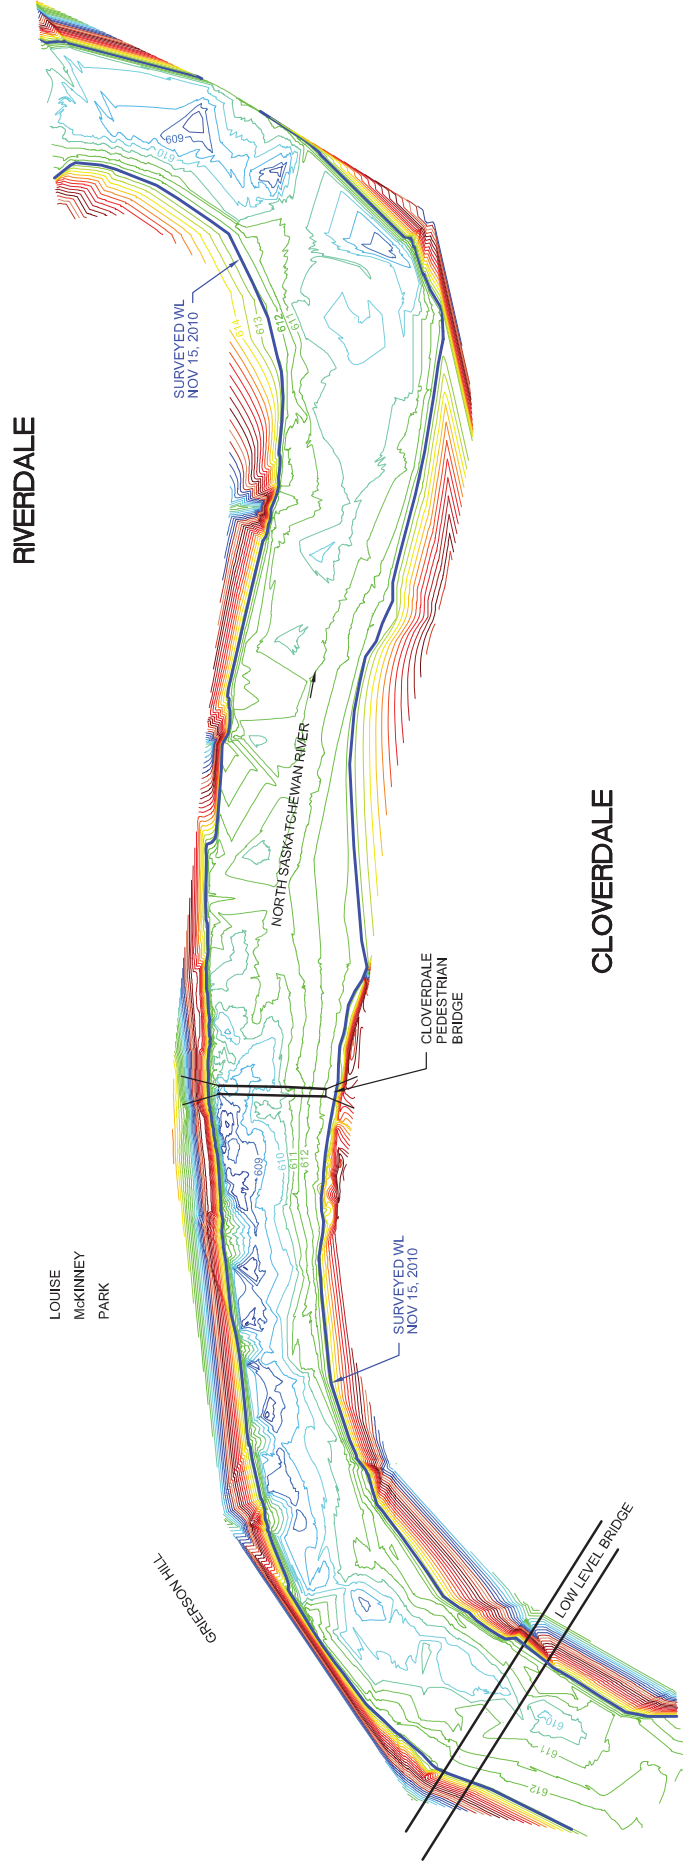 RIVERDALE
609
610
SURVEYED WL
NOV 15, 2010
614
613
612
611
NORTH SASKATCHEWAN RIVER
CLOVERDALE
CLOVERDALE
PEDESTRIAN
BRIDGE
609
610
611
612
LOUISE
McKINNEY
PARK
SURVEYED WL
NOV 15, 2010
GRIERSON HILL
LOW LEVEL BRIDGE
610
611
612